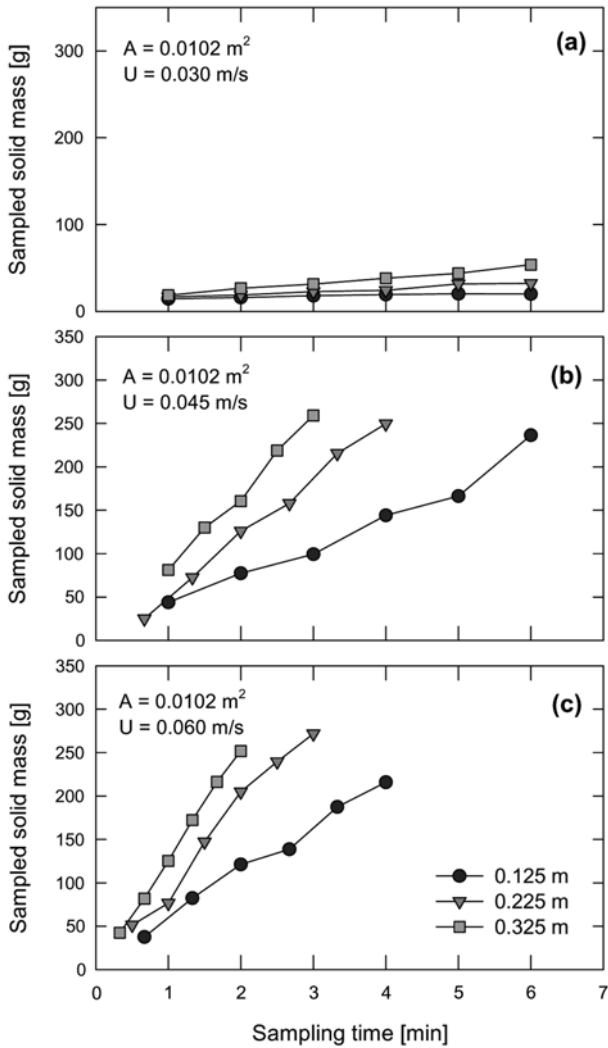 Sampled solid mass [g]
300
200
100
0
A = 0.0102 m²
U = 0.030 m/s
(a)
Sampled solid mass [g]
350
300
250
200
150
100
50
0
A = 0.0102 m²
U = 0.045 m/s
(b)
Sampled solid mass [g]
350
300
250
200
150
100
50
0
A = 0.0102 m²
U = 0.060 m/s
(c)
0.125 m
0.225 m
0.325 m
0 1 2 3 4 5 6 7
Sampling time [min]